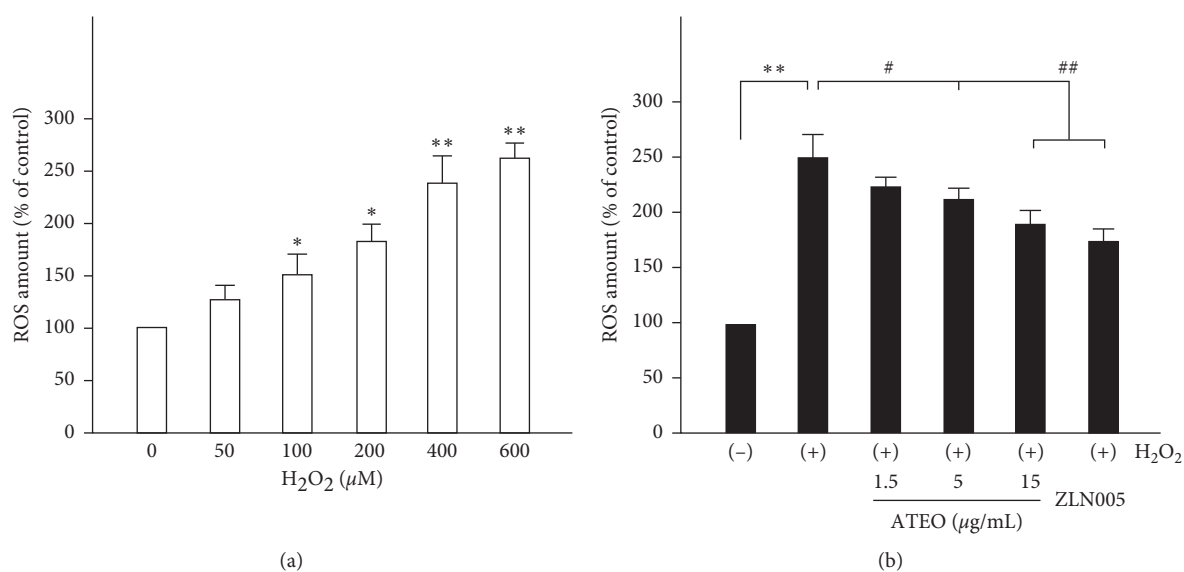 ROS amount (% of control)
300
250
200
150
100
50
0
*
*
**
**
0 50 100 200 400 600
H2O2 (μM)
(a)
ROS amount (% of control)
300
250
200
150
100
50
0
** # ##
(–) (+) (+) (+) (+) (+) H2O2
1.5 5 15
ZLN005
ATEO (μg/mL)
(b)